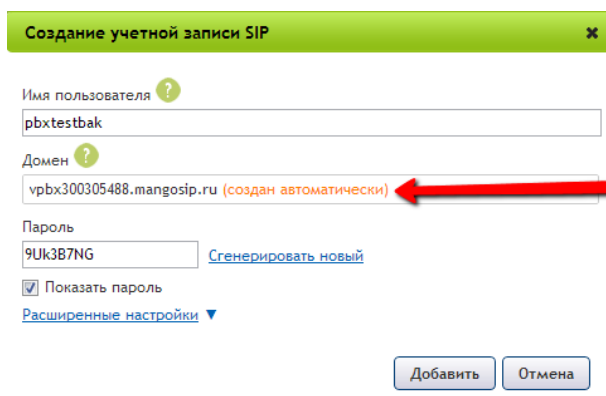 Создание учетной записи SIP
Имя пользователя ?
pbxtestbak
Домен ?
vpbx300305488.mangosip.ru (создан автоматически)
Пароль
9Uk3B7NG Сгенерировать новый
Показать пароль
Расширенные настройки ▼
Добавить Отмена